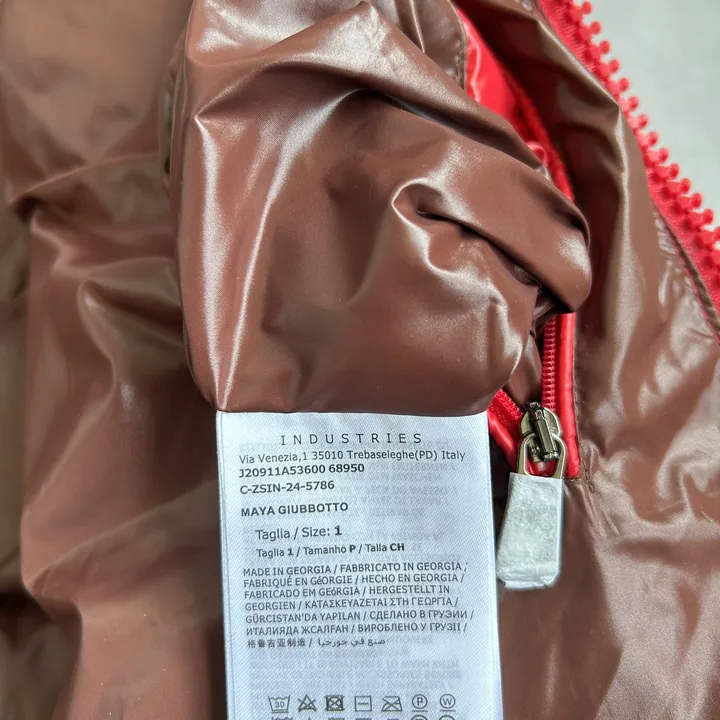 INDUSTRIES
Via Venezia,1 35010 Trebaseleghe(PD) Italy
J20911A53600 68950
C-ZSIN-24-5786
MAYA GIUBBOTTO
Taglia / Size: 1
Taglia 1 / Tamanho P / Talla CH
MADE IN GEORGIA / FABBRICATO IN GEORGIA /
FABRIQUÉ EN GéORGIE / HECHO EN GEORGIA /
FABRICADO EM GEóRGIA / HERGESTELLT IN
GEORGIEN / ΚΑΤΑΣΚΕΥΑΖΕΤΑΙ ΣΤΗ ΓΕΩΡΓΙΑ /
GÜRCISTAN'DA YAPILAN / СДЕЛАНО В ГРУЗИИ /
ИТАЛИЯДА ЖСАЛҒАН / ВИРОБЛЕНО У ГРУЗІЇ /
格鲁吉亚制造 / صنع في جورجيا
30
P W